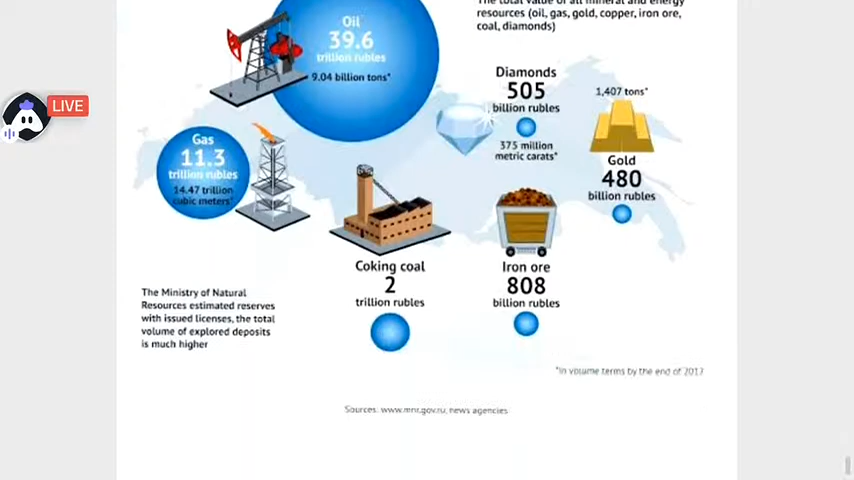 The total value of all mineral and energy
resources (oil, gas, gold, copper, iron ore,
coal, diamonds)
Oil
39.6
trillion rubles
9.04 billion tons*
LIVE
Diamonds
505
billion rubles
375 million
metric carats*
1,407 tons*
Gold
480
billion rubles
Gas
11.3
trillion rubles
14.47 trillion
cubic meters*
Coking coal
2
trillion rubles
Iron ore
808
billion rubles
The Ministry of Natural
Resources estimated reserves
with issued licenses, the total
volume of explored deposits
is much higher
*In volume terms by the end of 2017
Sources: www.mnr.gov.ru, news agencies